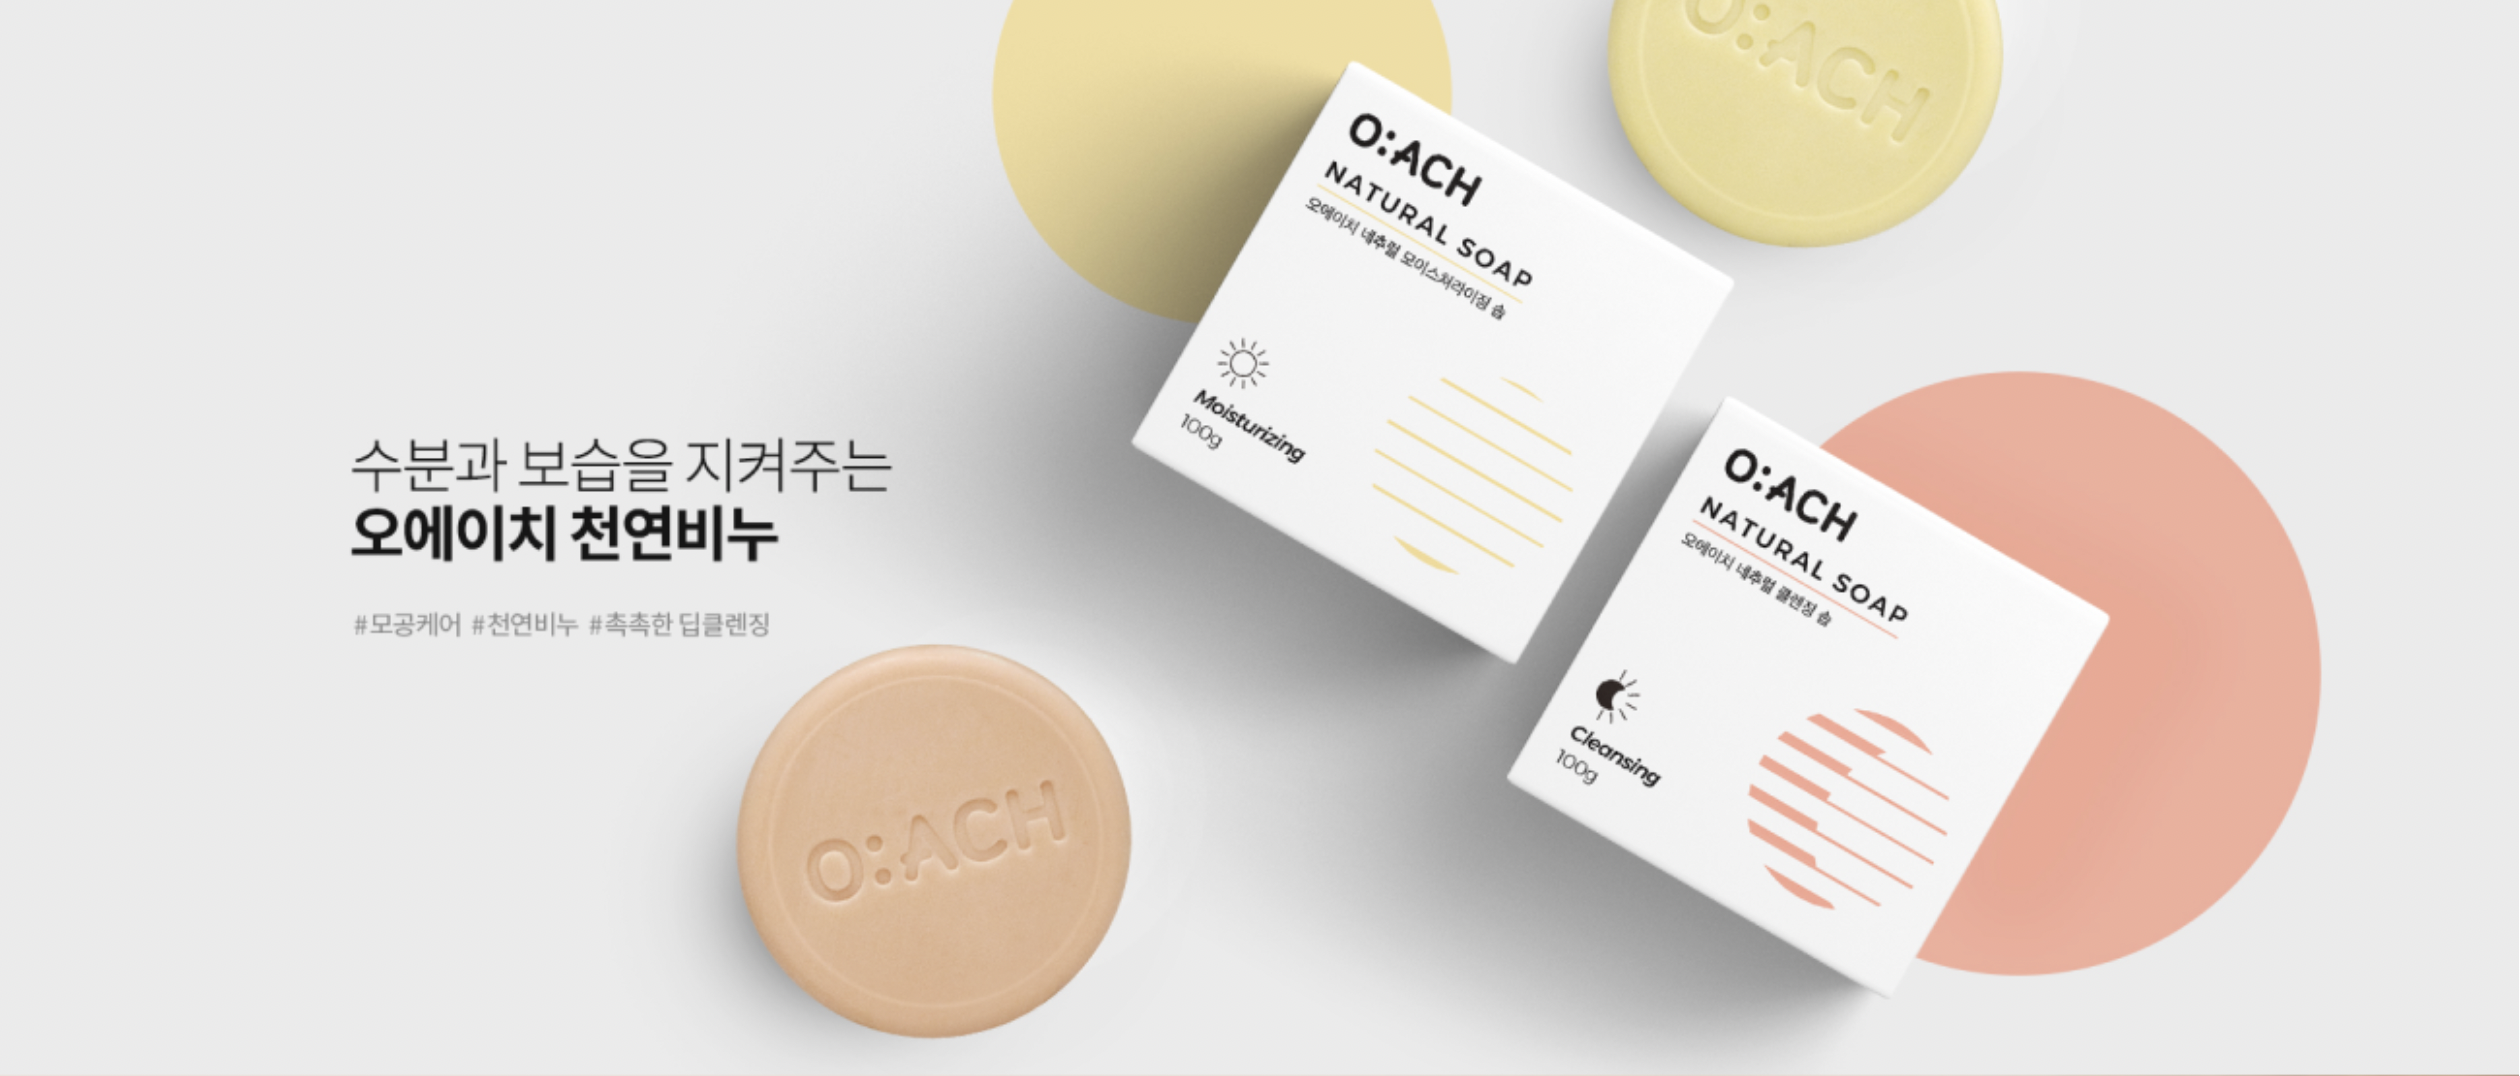 수분과 보습을 지켜주는
오에이치 천연비누
#모공케어 #천연비누 #촉촉한 딥클렌징
O:ACH
NATURAL SOAP
오에이치 네추럴 모이스쳐라이징 솝
Moisturizing
100g
O:ACH
O:ACH
NATURAL SOAP
오에이치 네추럴 클렌징 솝
Cleansing
100g
O:ACH